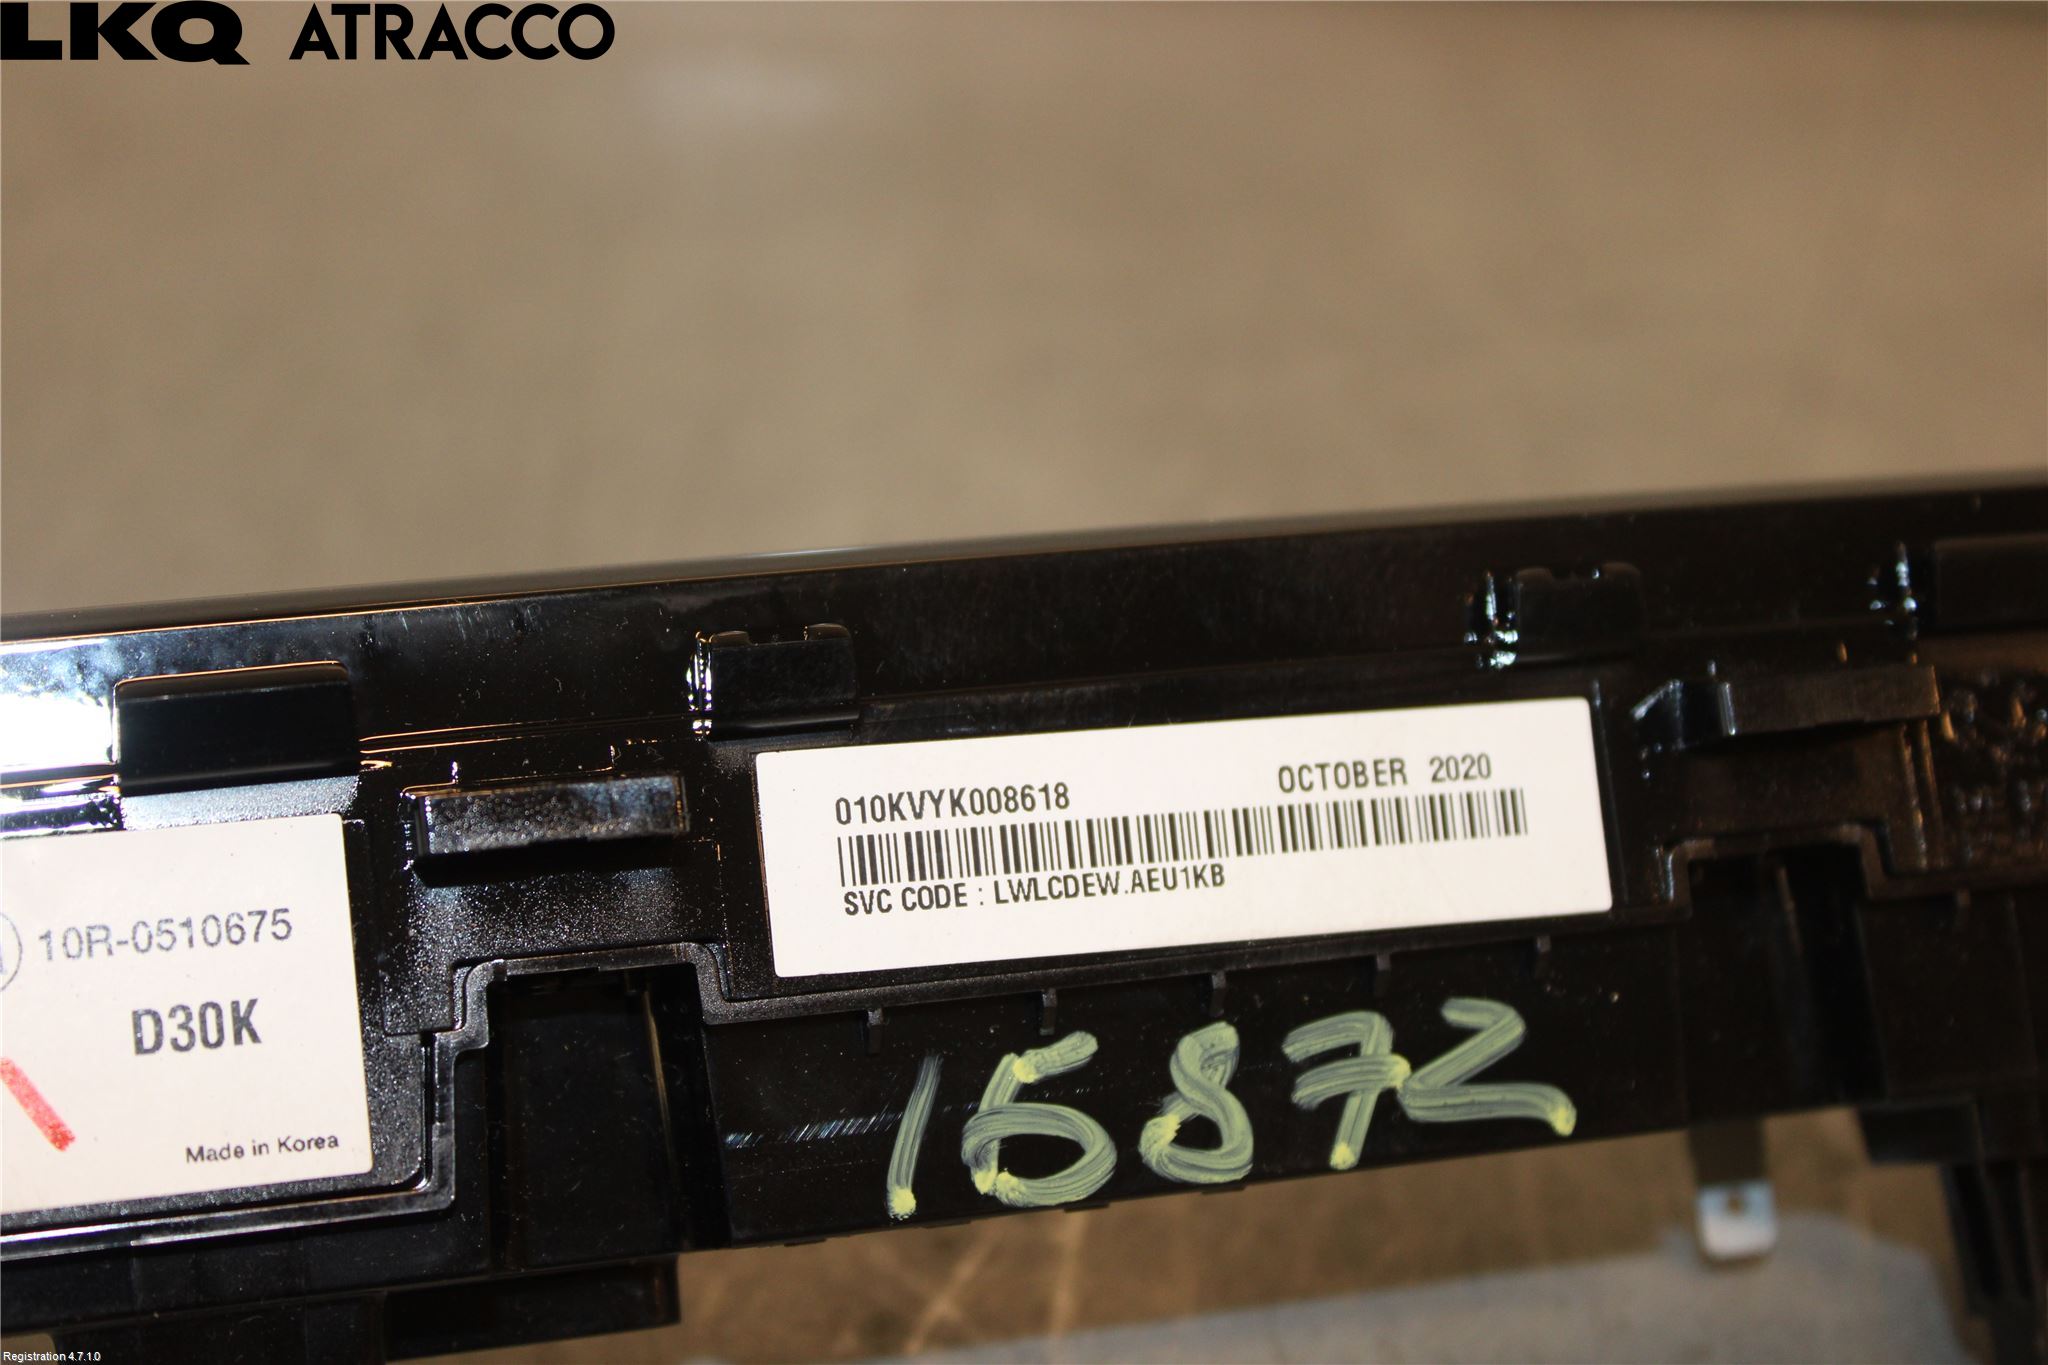 LKQ ATRACCO
010KVYK008618 OCTOBER 2020
SVC CODE : LWLCDEW.AEU1KB
10R-0510675
D30K
Made in Korea
15872
Registration 4.7.1.0